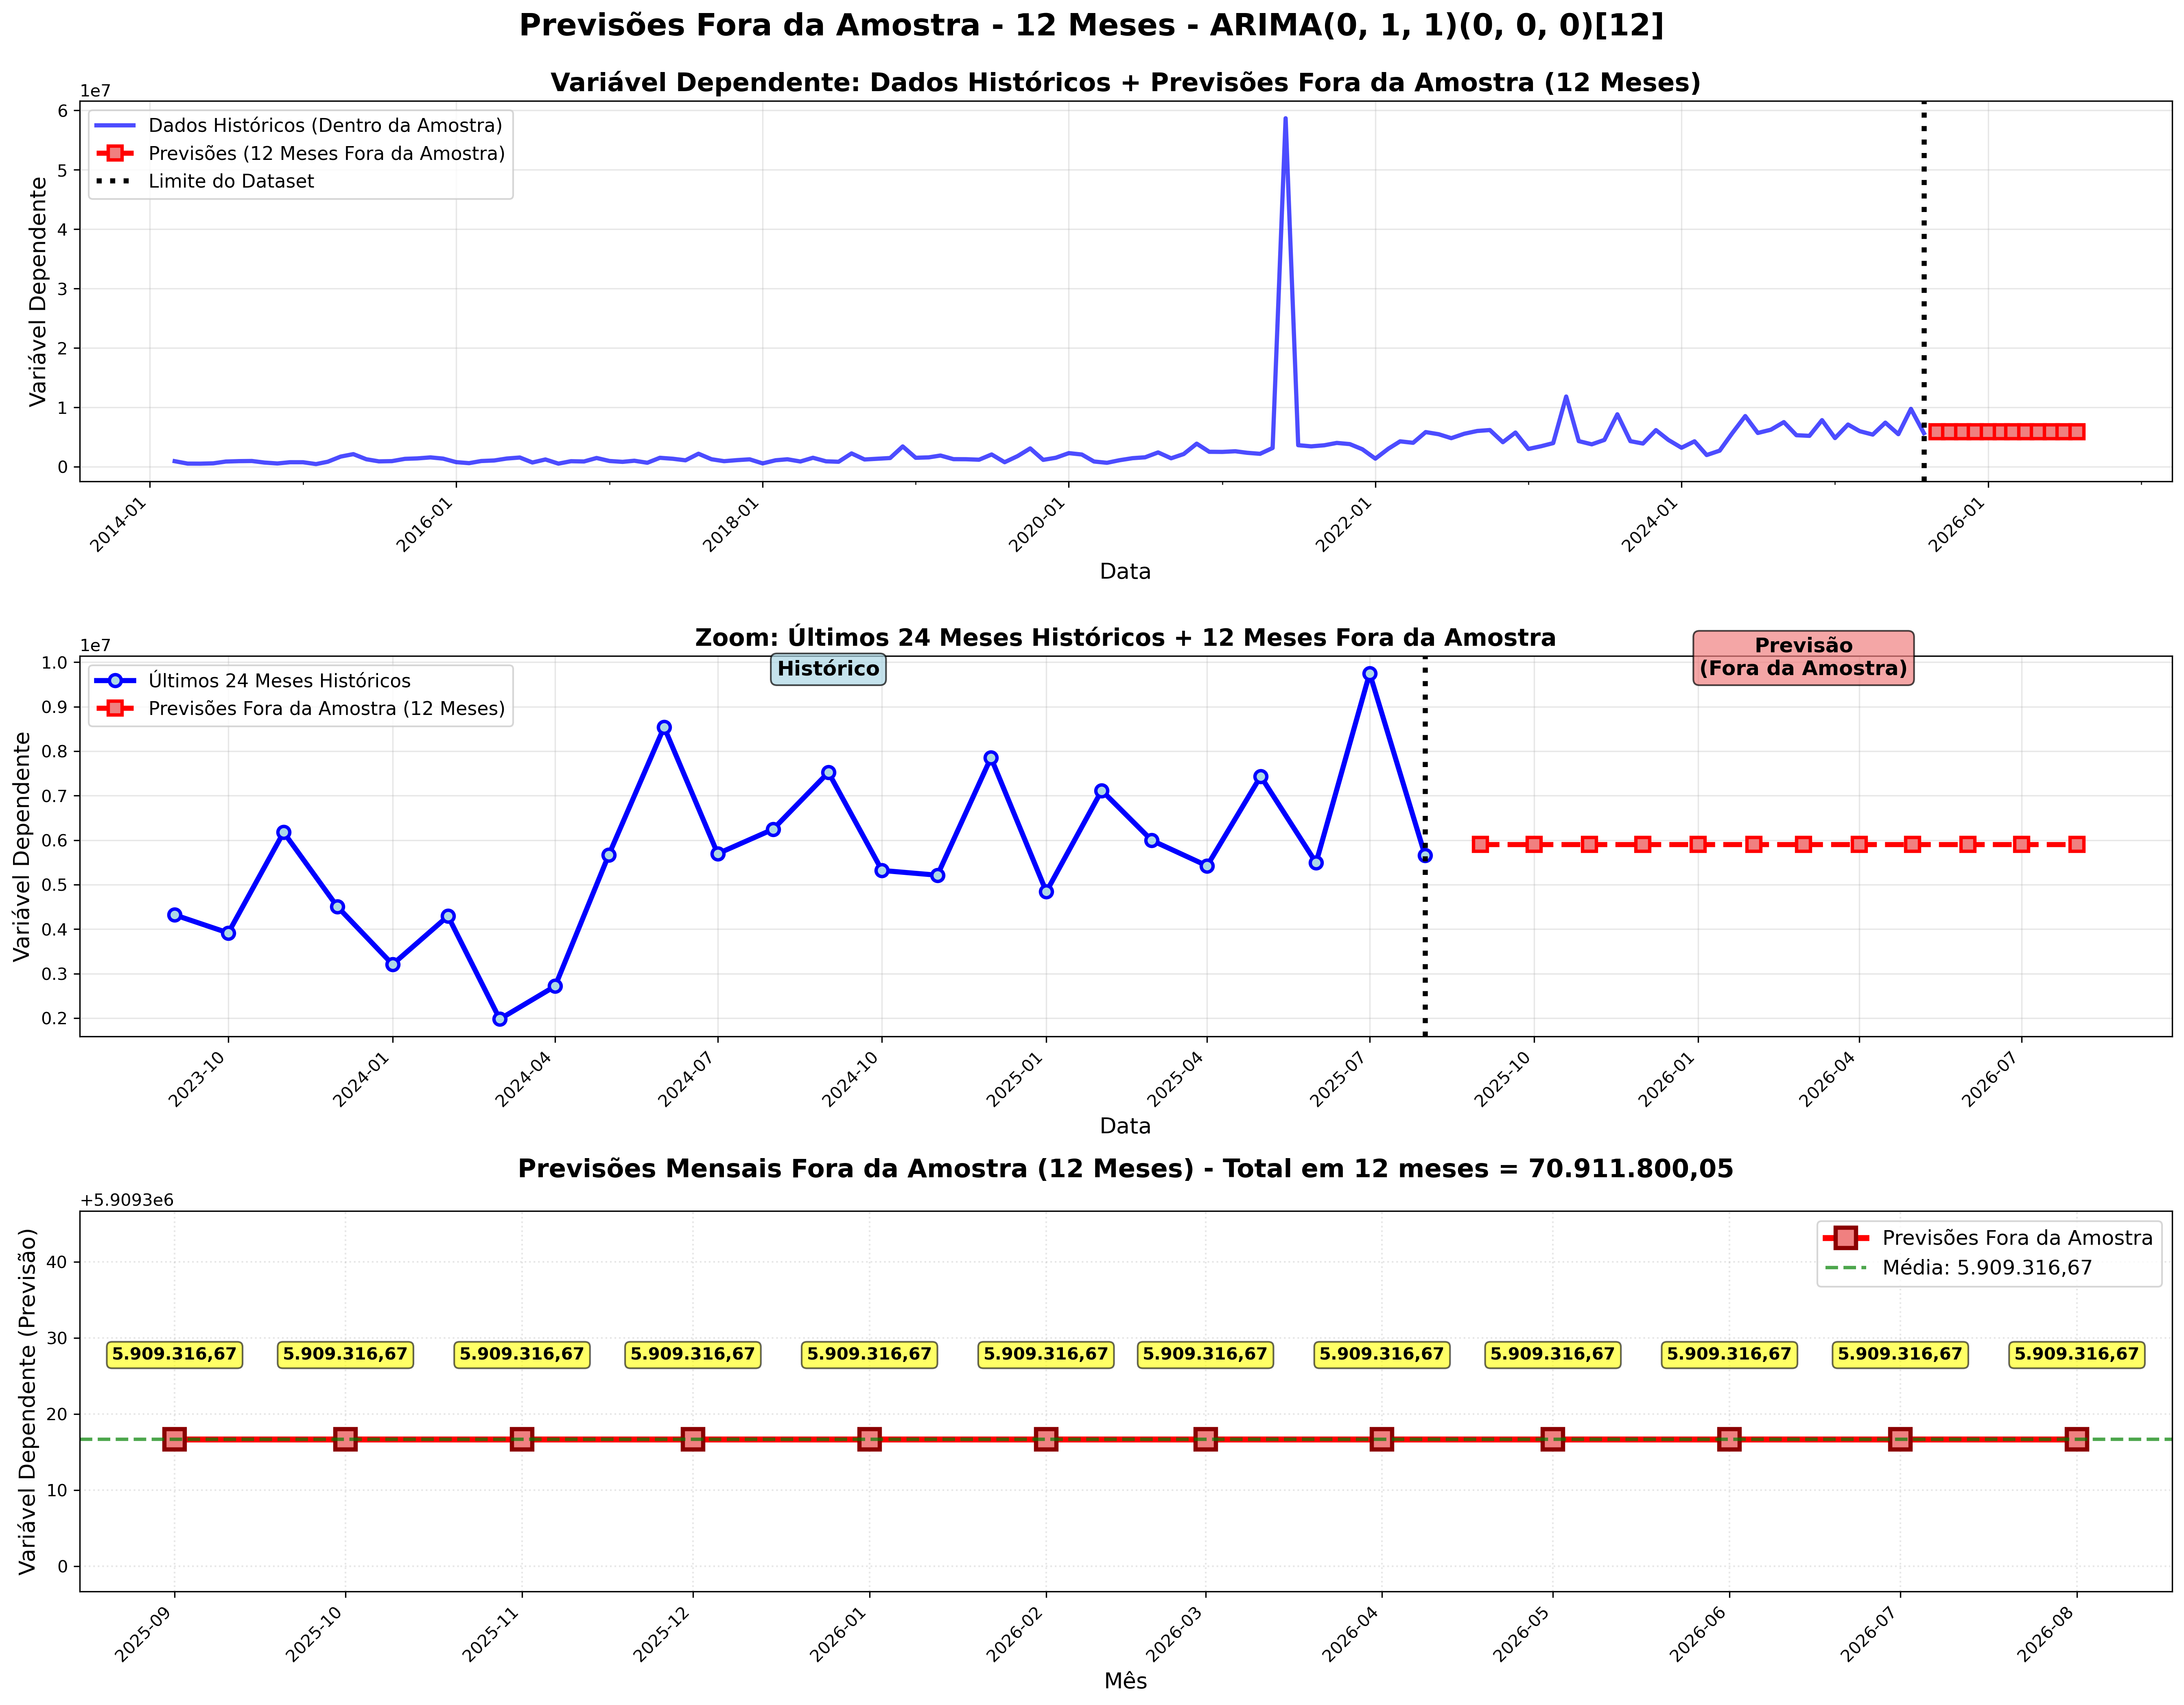 Previsões Fora da Amostra - 12 Meses - ARIMA(0, 1, 1)(0, 0, 0)[12]
Variável Dependente: Dados Históricos + Previsões Fora da Amostra (12 Meses)
1e7
Dados Históricos (Dentro da Amostra)
Previsões (12 Meses Fora da Amostra)
Limite do Dataset
Variável Dependente
6
5
4
3
2
1
0
2014-01
2016-01
2018-01
2020-01
2022-01
2024-01
2026-01
Data
Zoom: Últimos 24 Meses Históricos + 12 Meses Fora da Amostra
1e7
Últimos 24 Meses Históricos
Previsões Fora da Amostra (12 Meses)
Histórico
Previsão
(Fora da Amostra)
Variável Dependente
1.0
0.9
0.8
0.7
0.6
0.5
0.4
0.3
0.2
2023-10
2024-01
2024-04
2024-07
2024-10
2025-01
2025-04
2025-07
2025-10
2026-01
2026-04
2026-07
Data
Previsões Mensais Fora da Amostra (12 Meses) - Total em 12 meses = 70.911.800,05
+5.9093e6
Previsões Fora da Amostra
Média: 5.909.316,67
Variável Dependente (Previsão)
40
30
20
10
0
5.909.316,67
5.909.316,67
5.909.316,67
5.909.316,67
5.909.316,67
5.909.316,67
5.909.316,67
5.909.316,67
5.909.316,67
5.909.316,67
5.909.316,67
5.909.316,67
2025-09
2025-10
2025-11
2025-12
2026-01
2026-02
2026-03
2026-04
2026-05
2026-06
2026-07
2026-08
Mês